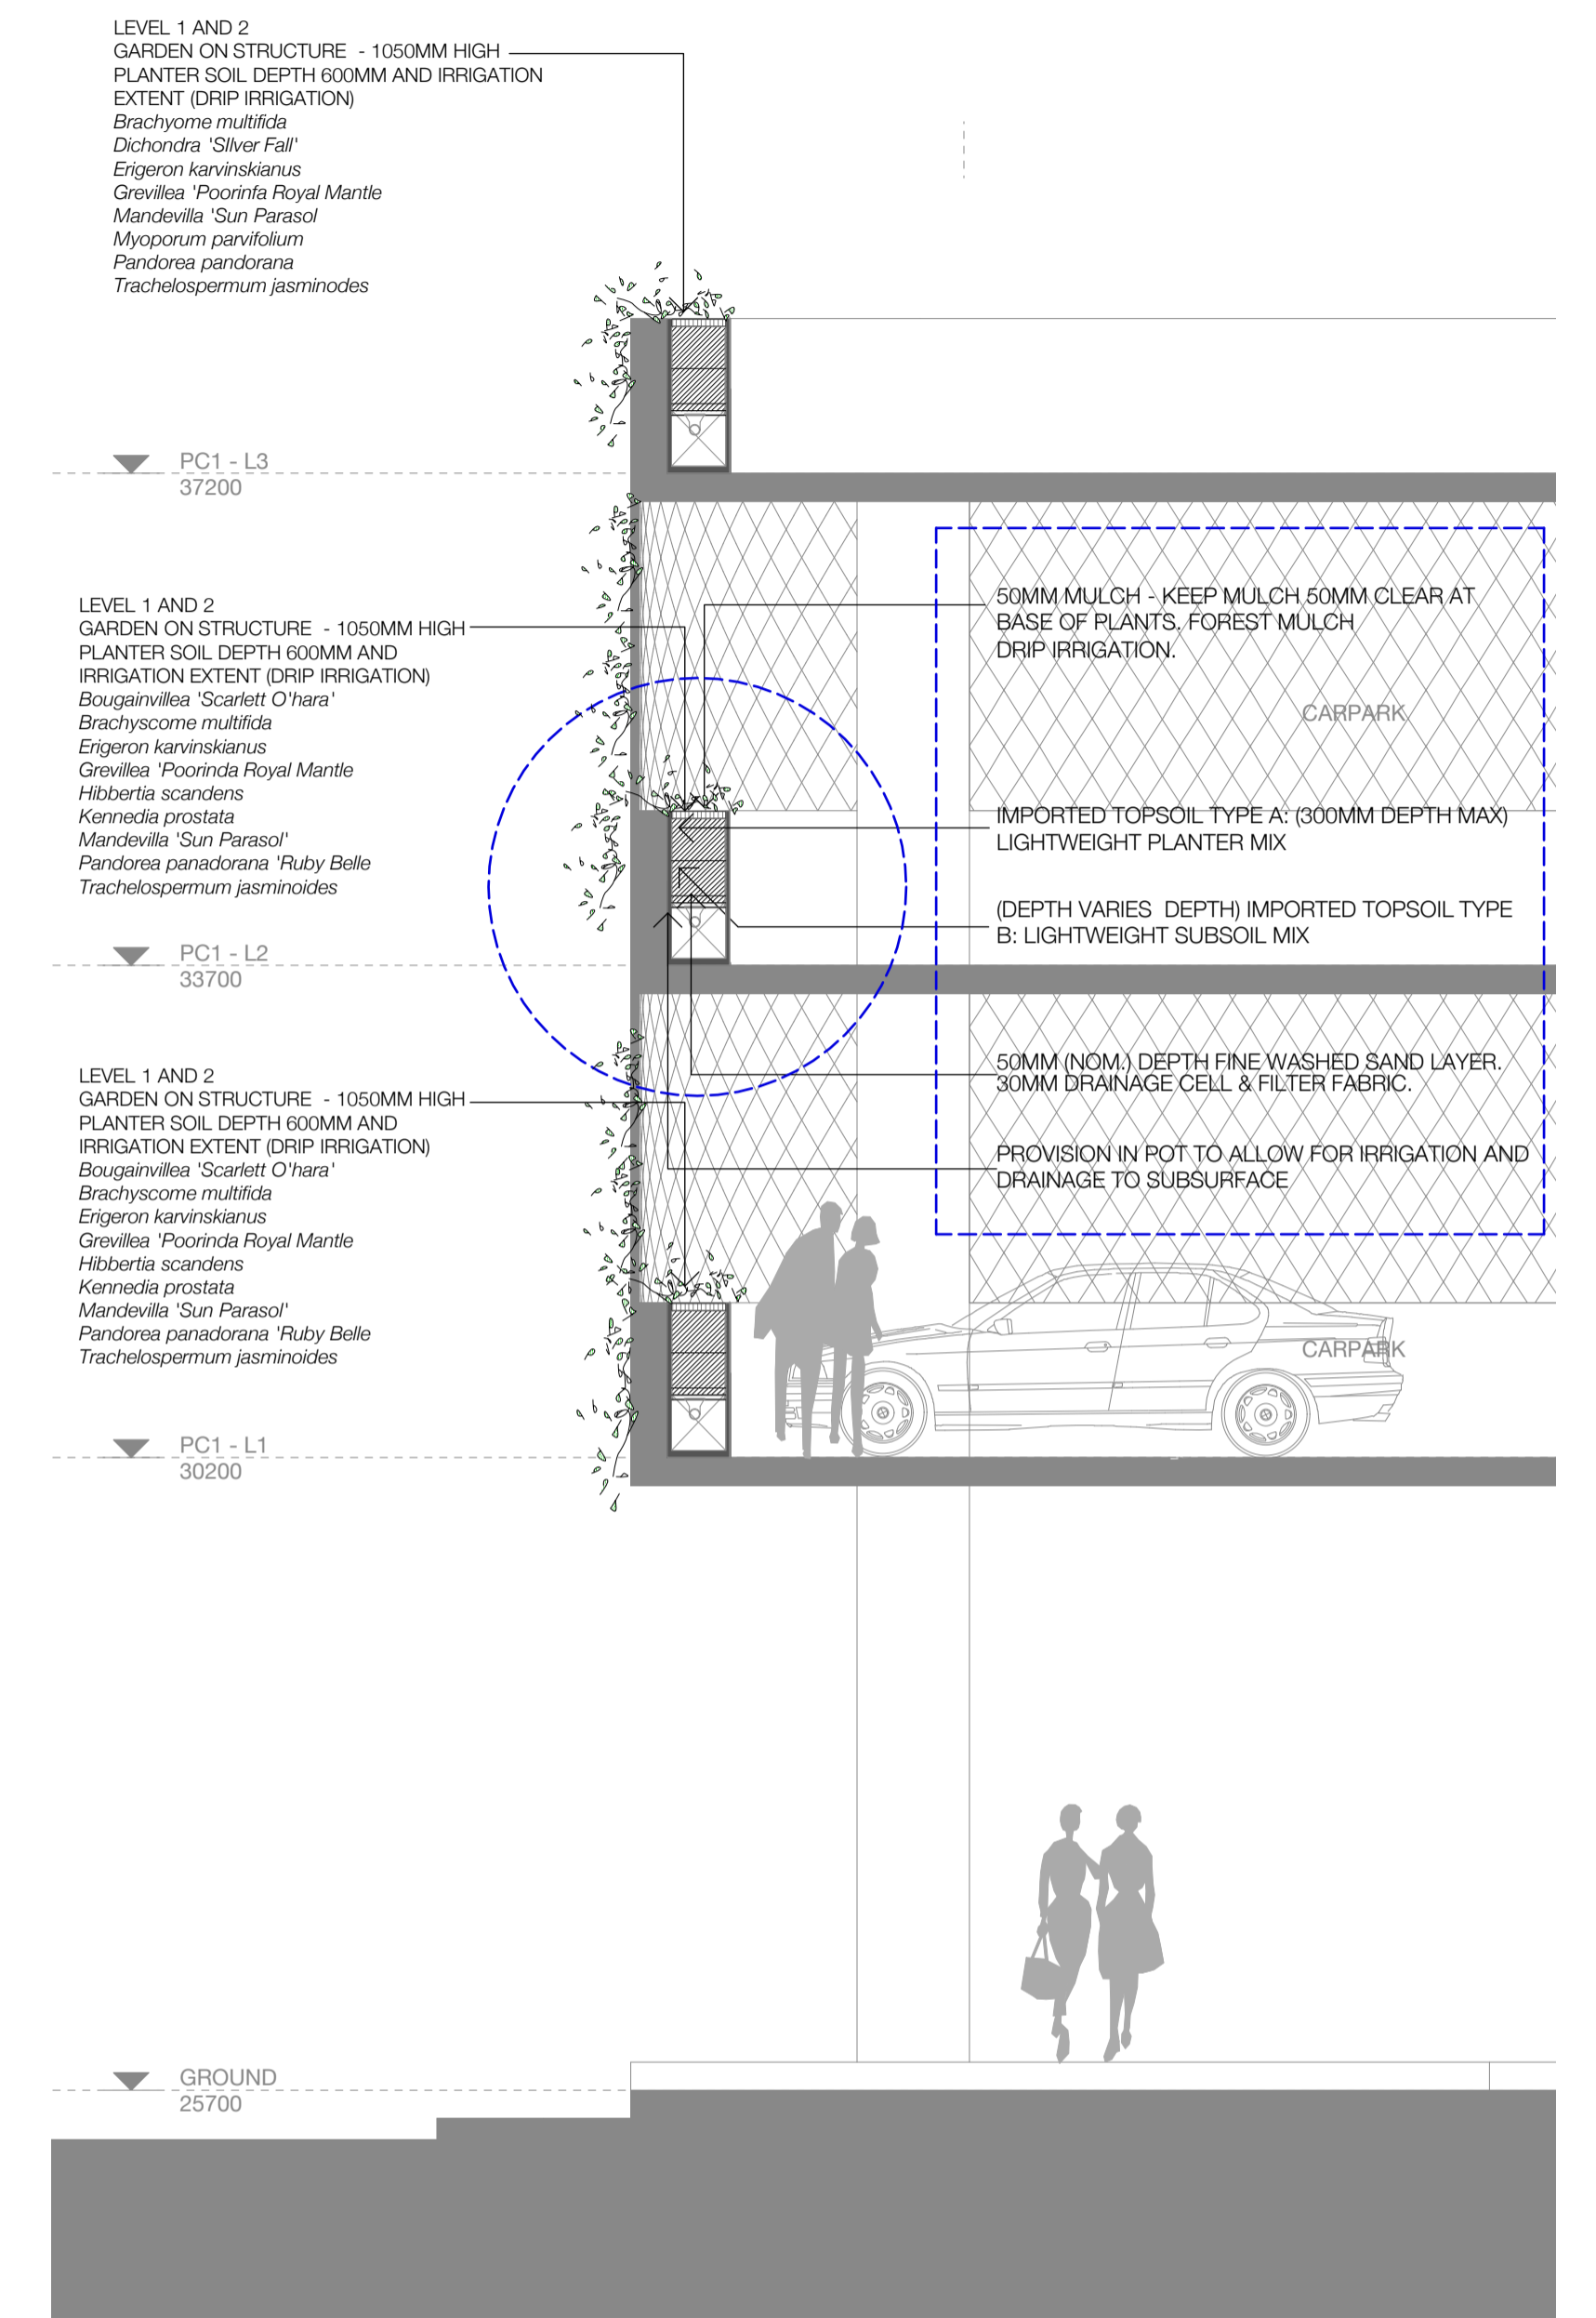 LEVEL 1 AND 2
GARDEN ON STRUCTURE - 1050MM HIGH
PLANTER SOIL DEPTH 600MM AND IRRIGATION
EXTENT (DRIP IRRIGATION)
Brachyome multifida
Dichondra 'SIlver Fall'
Erigeron karvinskianus
Grevillea 'Poorinfa Royal Mantle
Mandevilla 'Sun Parasol
Myoporum parvifolium
Pandorea pandorana
Trachelospermum jasminodes
PC1 - L3
37200
LEVEL 1 AND 2
GARDEN ON STRUCTURE - 1050MM HIGH
PLANTER SOIL DEPTH 600MM AND
IRRIGATION EXTENT (DRIP IRRIGATION)
Bougainvillea 'Scarlett O'hara'
Brachyscome multifida
Erigeron karvinskianus
Grevillea 'Poorinda Royal Mantle
Hibbertia scandens
Kennedia prostata
Mandevilla 'Sun Parasol'
Pandorea panadorana 'Ruby Belle
Trachelospermum jasminoides
50MM MULCH - KEEP MULCH 50MM CLEAR AT
BASE OF PLANTS. FOREST MULCH
DRIP IRRIGATION.
CARPARK
IMPORTED TOPSOIL TYPE A: (300MM DEPTH MAX)
LIGHTWEIGHT PLANTER MIX
(DEPTH VARIES DEPTH) IMPORTED TOPSOIL TYPE
B: LIGHTWEIGHT SUBSOIL MIX
PC1 - L2
33700
50MM (NOM.) DEPTH FINE WASHED SAND LAYER.
30MM DRAINAGE CELL & FILTER FABRIC.
PROVISION IN POT TO ALLOW FOR IRRIGATION AND
DRAINAGE TO SUBSURFACE
LEVEL 1 AND 2
GARDEN ON STRUCTURE - 1050MM HIGH
PLANTER SOIL DEPTH 600MM AND
IRRIGATION EXTENT (DRIP IRRIGATION)
Bougainvillea 'Scarlett O'hara'
Brachyscome multifida
Erigeron karvinskianus
Grevillea 'Poorinda Royal Mantle
Hibbertia scandens
Kennedia prostata
Mandevilla 'Sun Parasol'
Pandorea panadorana 'Ruby Belle
Trachelospermum jasminoides
CARPARK
PC1 - L1
30200
GROUND
25700